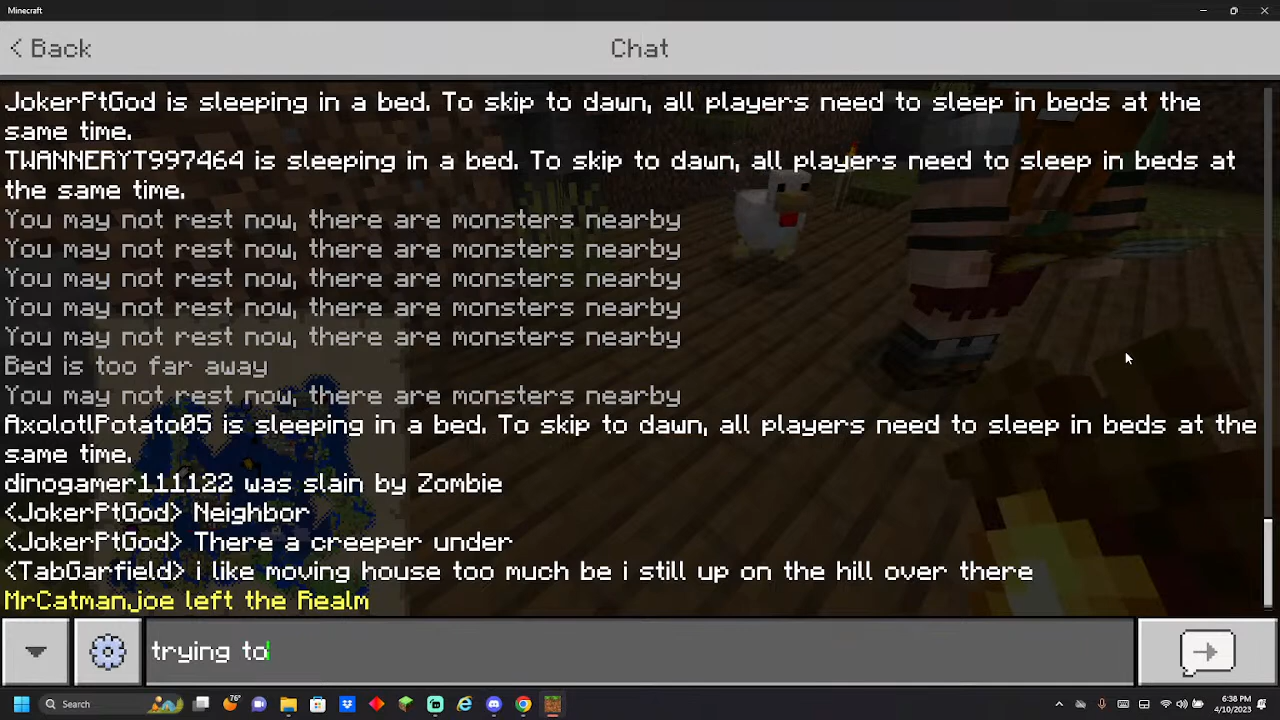 Minecraft
< Back
Chat
JokerPtGod is sleeping in a bed. To skip to dawn, all players need to sleep in beds at the
same time.
TWANNERYT997464 is sleeping in a bed. To skip to dawn, all players need to sleep in beds at
the same time.
You may not rest now, there are monsters nearby
You may not rest now, there are monsters nearby
You may not rest now, there are monsters nearby
You may not rest now, there are monsters nearby
You may not rest now, there are monsters nearby
Bed is too far away
You may not rest now, there are monsters nearby
AxolotlPotato05 is sleeping in a bed. To skip to dawn, all players need to sleep in beds at the
same time.
dinogamer111122 was slain by Zombie
<JokerPtGod> Neighbor
<JokerPtGod> There a creeper under
<TabGarfield> i like moving house too much be i still up on the hill over there
MrCatmanjoe left the Realm
trying to
Search
76°
6:38 PM
4/10/2023